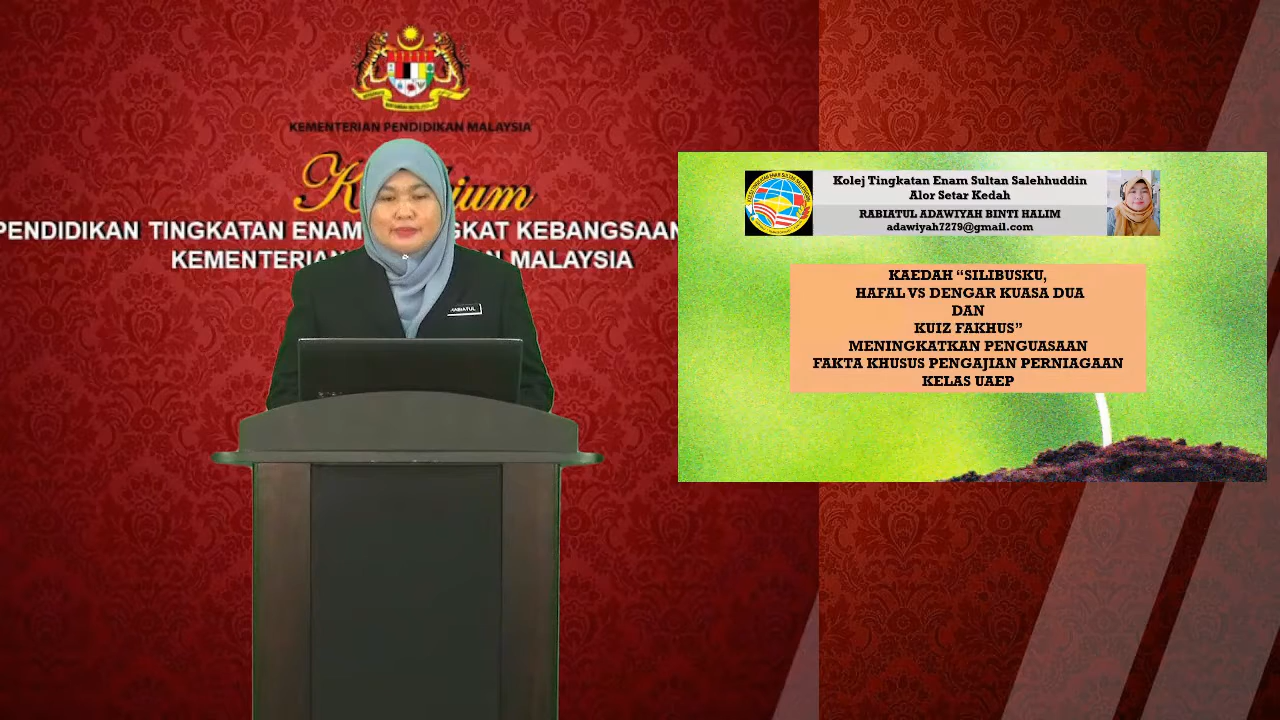 KEMENTERIAN PENDIDIKAN MALAYSIA
PENDIDIKAN TINGKATAN ENAM KEBANGSAAN
KEMENTERIAN MALAYSIA
RABIATUL
Kolej Tingkatan Enam Sultan Salehhuddin
Alor Setar Kedah
RABIATUL ADAWIYAH BINTI HALIM
adawiyah7279@gmail.com
KAEDAH “SILIBUSKU,
HAFAL VS DENGAR KUASA DUA
DAN
KUIZ FAKHUS”
MENINGKATKAN PENGUASAAN
FAKTA KHUSUS PENGAJIAN PERNIAGAAN
KELAS UAEP